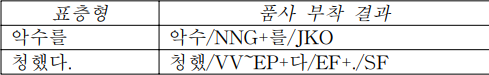 표층형 품사 부착 결과
악수를 악수/NNG+를/JKO
청했다. 청했/VV~EP+다/EF+./SF